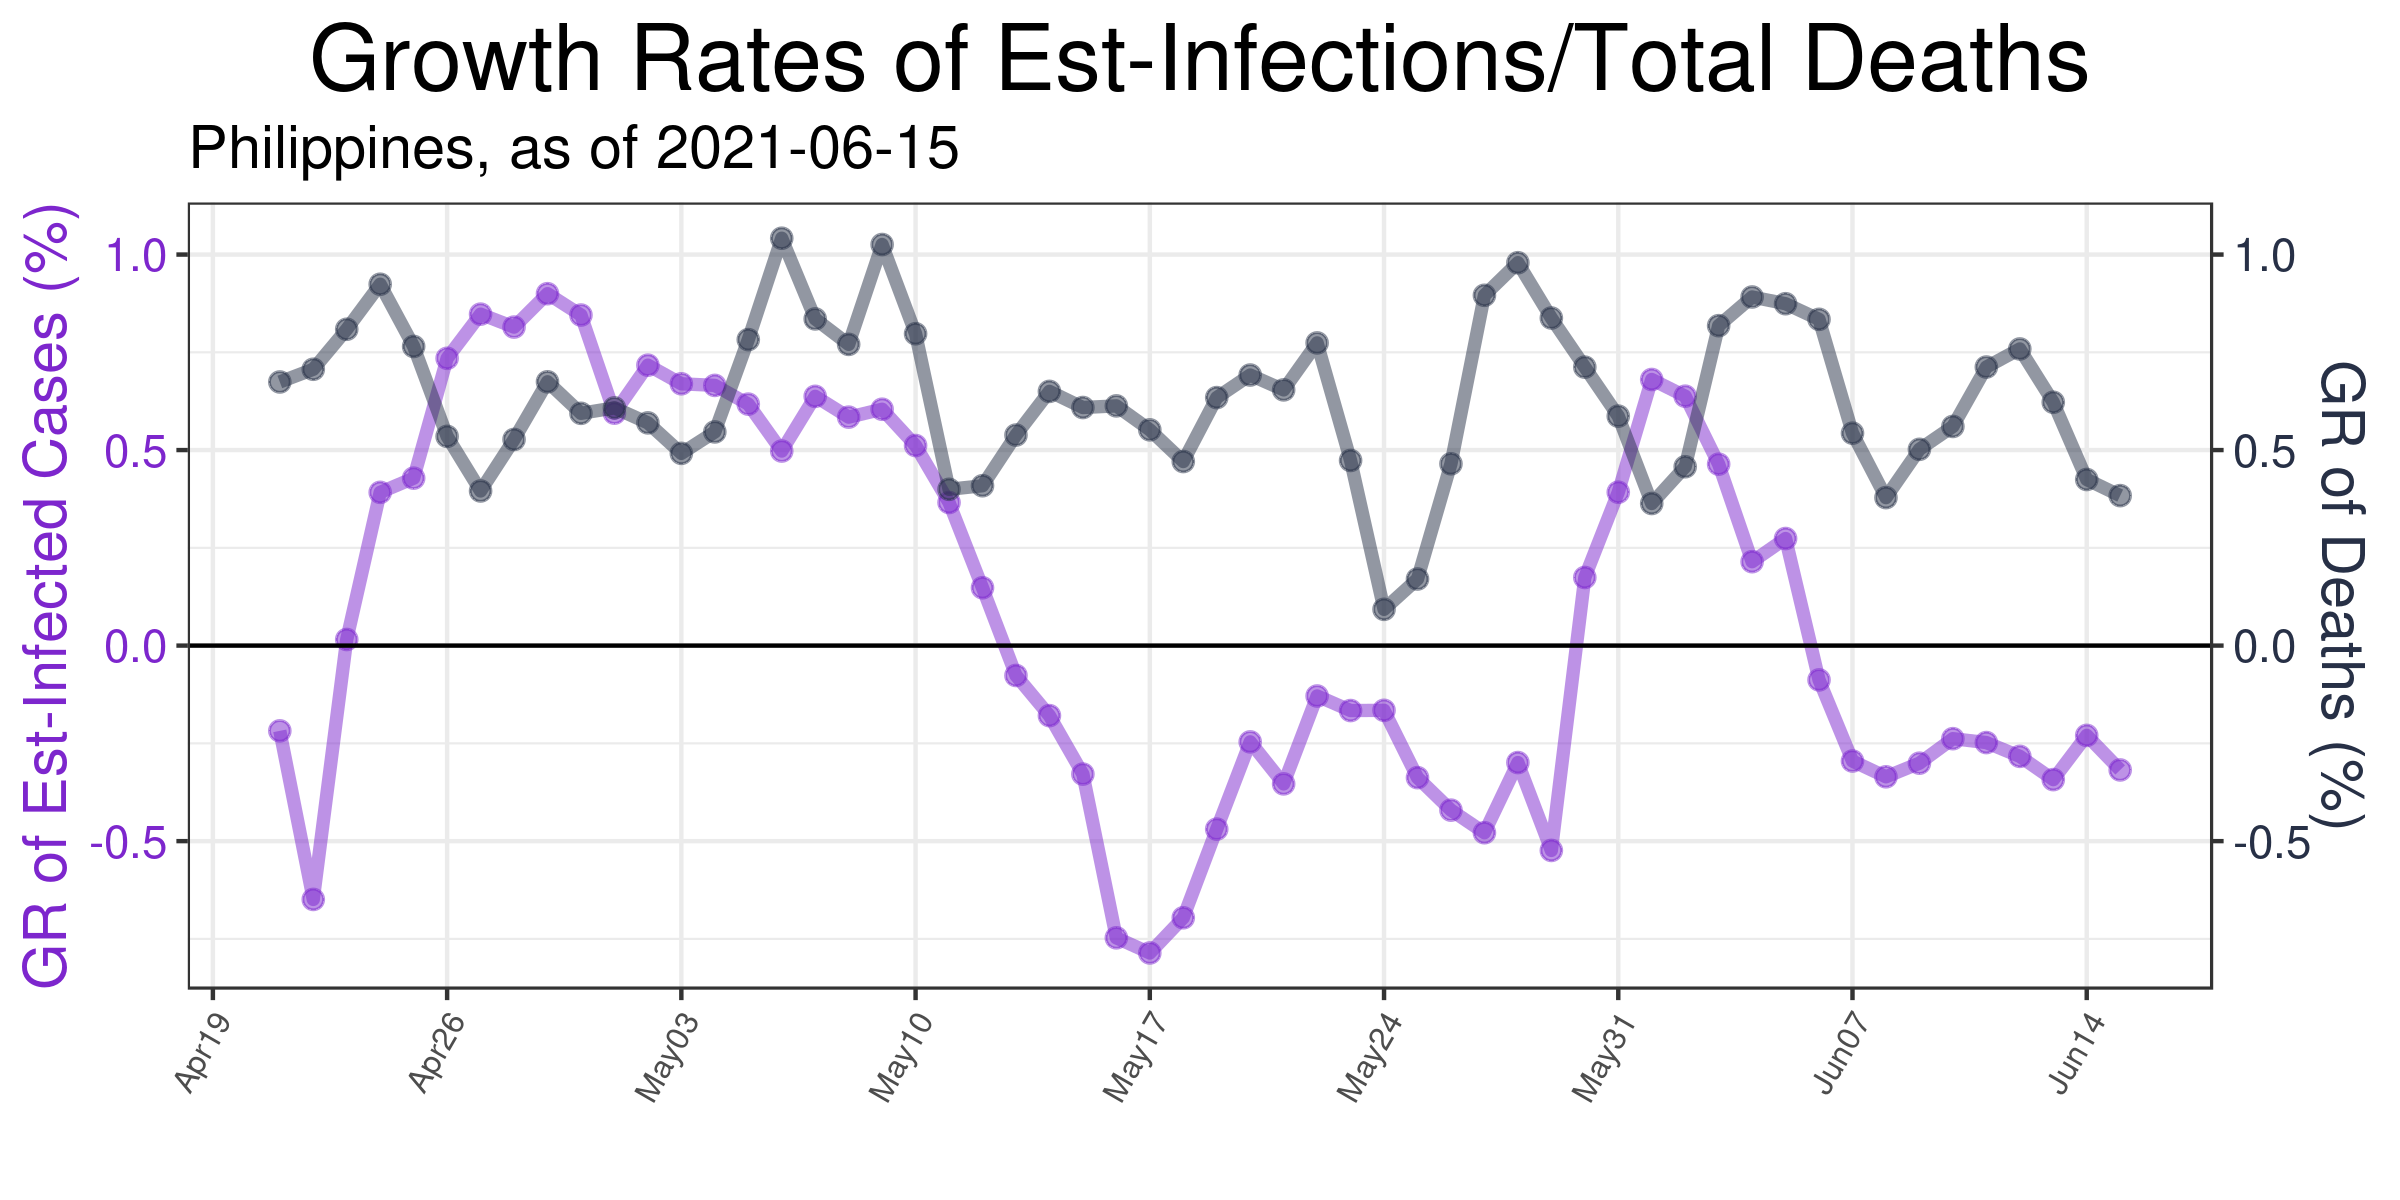 Growth Rates of Est-Infections/Total Deaths
Philippines, as of 2021-06-15
GR of Est-Infected Cases (%)
1.0
0.5
0.0
-0.5
1.0
0.5
0.0
-0.5
GR of Deaths (%)
Apr19
Apr26
May03
May10
May17
May24
May31
Jun07
Jun14